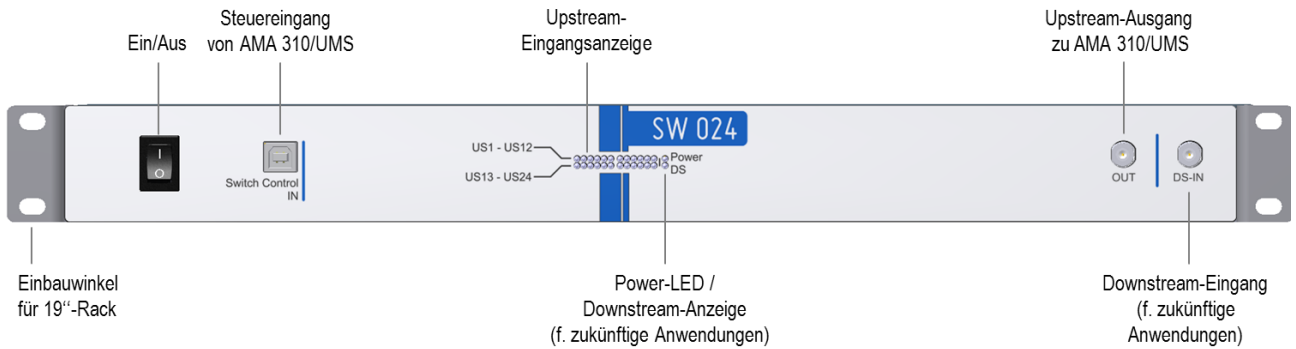 Ein/Aus
Steuereingang
von AMA 310/UMS
Upstream-
Eingangsanzeige
Upstream-Ausgang
zu AMA 310/UMS
SW 024
US1 - US12
US13 - US24
Power
DS
I
O
Switch Control
IN
OUT
DS-IN
Einbauwinkel
für 19‘‘-Rack
Power-LED /
Downstream-Anzeige
(f. zukünftige Anwendungen)
Downstream-Eingang
(f. zukünftige
Anwendungen)